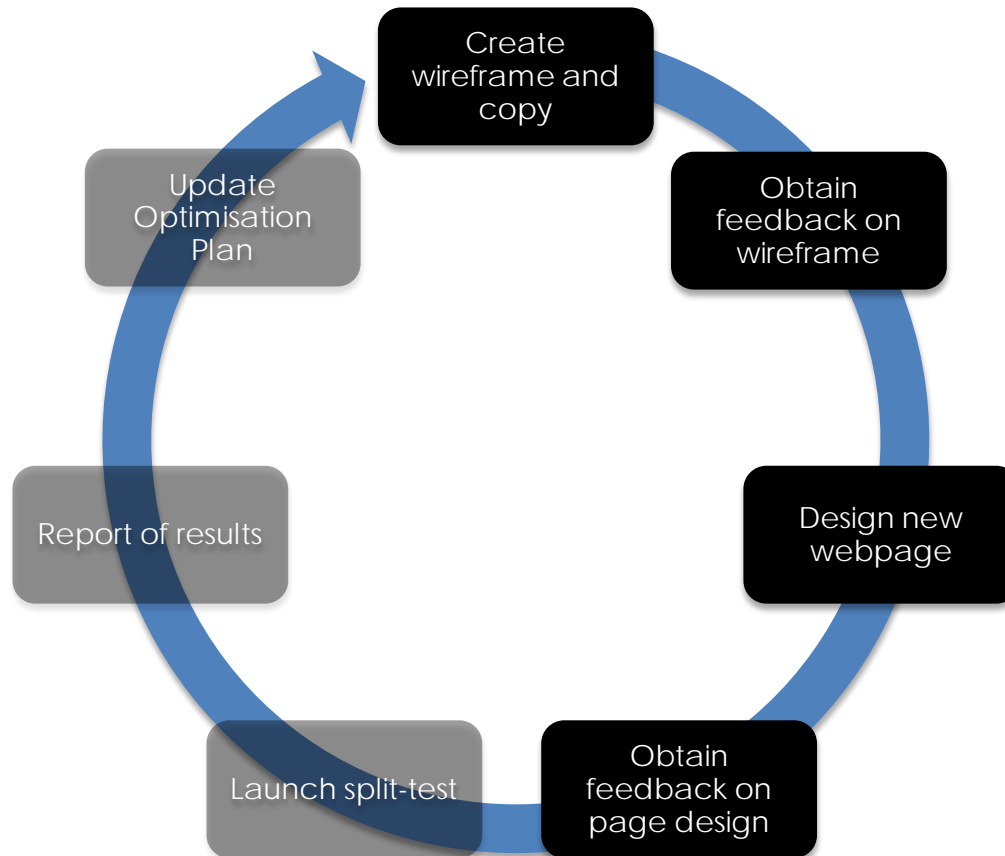 Create
wireframe and
copy
Obtain
feedback on
wireframe
Design new
webpage
Obtain
feedback on
page design
Launch split-test
Report of results
Update
Optimisation
Plan